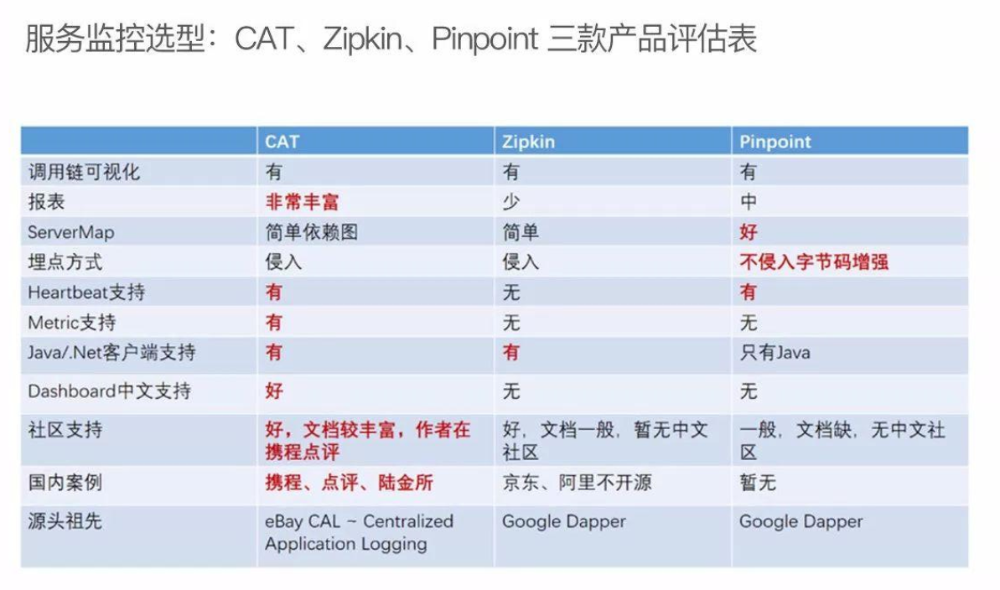 服务监控选型：CAT、Zipkin、Pinpoint 三款产品评估表
CAT Zipkin Pinpoint
调用链可视化 有 有 有
报表 非常丰富 少 中
ServerMap 简单依赖图 简单 好
埋点方式 侵入 侵入 不侵入字节码增强
Heartbeat支持 有 无 有
Metric支持 有 无 无
Java/.Net客户端支持 有 有 只有Java
Dashboard中文支持 好 无 无
社区支持 好，文档较丰富，作者在携程点评 好，文档一般，暂无中文社区 一般，文档缺，无中文社区
国内案例 携程、点评、陆金所 京东、阿里不开源 暂无
源头祖先 eBay CAL ~ Centralized Application Logging Google Dapper Google Dapper